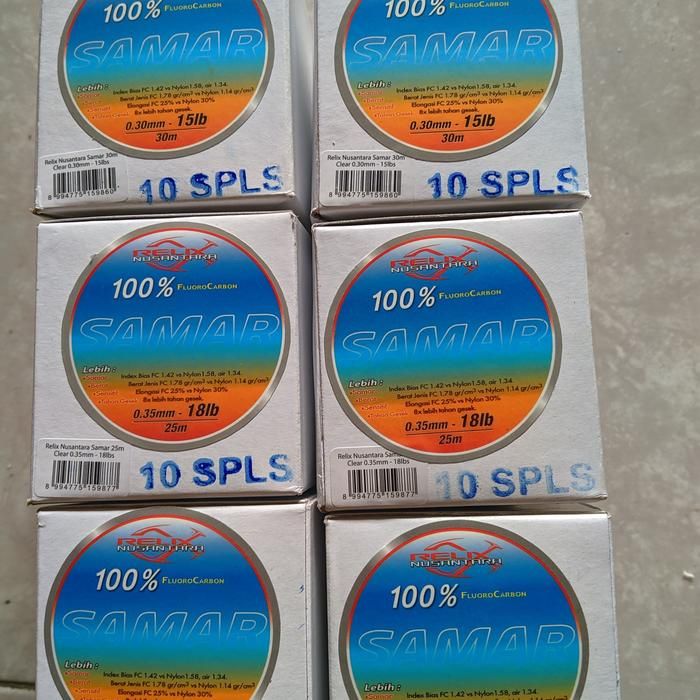 100% FLUOROCARBON
SAMAR
Lebih :
Index Bias FC 1.42 vs Nylon1.58, air 1.34.
Berat Jenis FC 1.78 gr/cm³ vs Nylon 1.14 gr/cm³
Elongasi FC 25% vs Nylon 30%
8x lebih tahan gesek.
0.30mm - 15lb
30m
Relix Nusantara Samar 30m
Clear 0.30mm - 15lbs
8 994775 159860
10 SPLS
100% FLUOROCARBON
SAMAR
Lebih :
Index Bias FC 1.42 vs Nylon1.58, air 1.34.
Berat Jenis FC 1.78 gr/cm³ vs Nylon 1.14 gr/cm³
Elongasi FC 25% vs Nylon 30%
8x lebih tahan gesek.
0.30mm - 15lb
30m
Relix Nusantara Samar 30m
Clear 0.30mm - 15lbs
8 994775 159860
10 SPLS
RELIX
NUSANTARA
100% FLUOROCARBON
SAMAR
Lebih :
•Samar
•Berat
•Sensitif
•Tahan Gesek
Index Bias FC 1.42 vs Nylon1.58, air 1.34.
Berat Jenis FC 1.78 gr/cm³ vs Nylon 1.14 gr/cm³
Elongasi FC 25% vs Nylon 30%
8x lebih tahan gesek.
0.35mm - 18lb
25m
Relix Nusantara Samar 25m
Clear 0.35mm - 18lbs
8 994775 159877
10 SPLS
RELIX
NUSANTARA
100% FLUOROCARBON
SAMAR
Lebih :
•Samar
•Berat
•Sensitif
•Tahan Gesek
Index Bias FC 1.42 vs Nylon1.58, air 1.34.
Berat Jenis FC 1.78 gr/cm³ vs Nylon 1.14 gr/cm³
Elongasi FC 25% vs Nylon 30%
8x lebih tahan gesek.
0.35mm - 18lb
25m
Relix Nusantara
Clear 0.35mm - 18lbs
8 994775 159877
10 SPLS
RELIX
NUSANTARA
100% FLUOROCARBON
SAMAR
Lebih :
•Samar
Index Bias FC 1.42 vs Nylon1.58, air 1.34.
Berat Jenis FC 1.78 gr/cm³ vs Nylon 1.14 gr/cm³
Elongasi FC 25% vs Nylon 30%
RELIX
NUSANTARA
100% FLUOROCARBON
SAMAR
Lebih :
Index Bias FC 1.42 vs Nylon1.58, air 1.34.